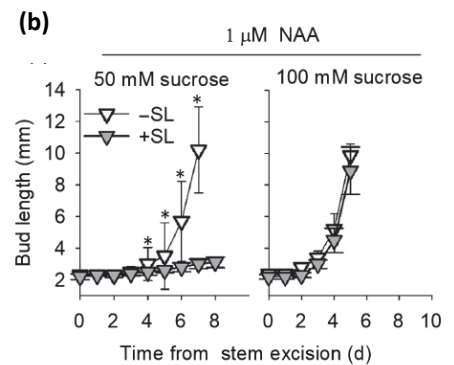 (b)
1 μM NAA
50 mM sucrose
100 mM sucrose
–SL
+SL
Bud length (mm)
14
12
10
8
6
4
2
* * * * *
0 2 4 6 8
0 2 4 6 8 10
Time from stem excision (d)